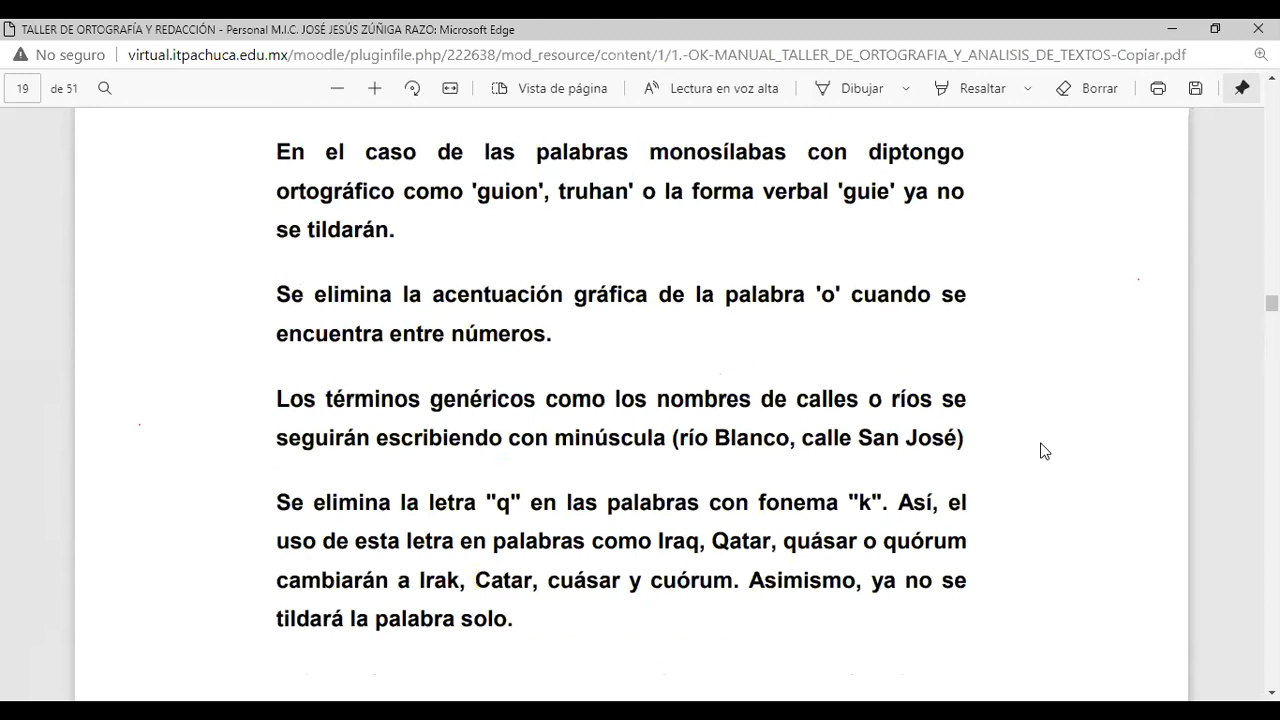 TALLER DE ORTOGRAFÍA Y REDACCIÓN - Personal M.I.C. JOSÉ JESÚS ZÚÑIGA RAZO: Microsoft Edge
No seguro virtual.itpachuca.edu.mx/moodle/pluginfile.php/222638/mod_resource/content/1/1.-OK-MANUAL_TALLER_DE_ORTOGRAFIA_Y_ANALISIS_DE_TEXTOS-Copiar.pdf
19 de 51 Vista de página Lectura en voz alta Dibujar Resaltar Borrar
En el caso de las palabras monosílabas con diptongo
ortográfico como 'guion', truhan' o la forma verbal 'guie' ya no
se tildarán.
Se elimina la acentuación gráfica de la palabra 'o' cuando se
encuentra entre números.
Los términos genéricos como los nombres de calles o ríos se
seguirán escribiendo con minúscula (río Blanco, calle San José)
Se elimina la letra "q" en las palabras con fonema "k". Así, el
uso de esta letra en palabras como Iraq, Qatar, quásar o quórum
cambiarán a Irak, Catar, cuásar y cuórum. Asimismo, ya no se
tildará la palabra solo.